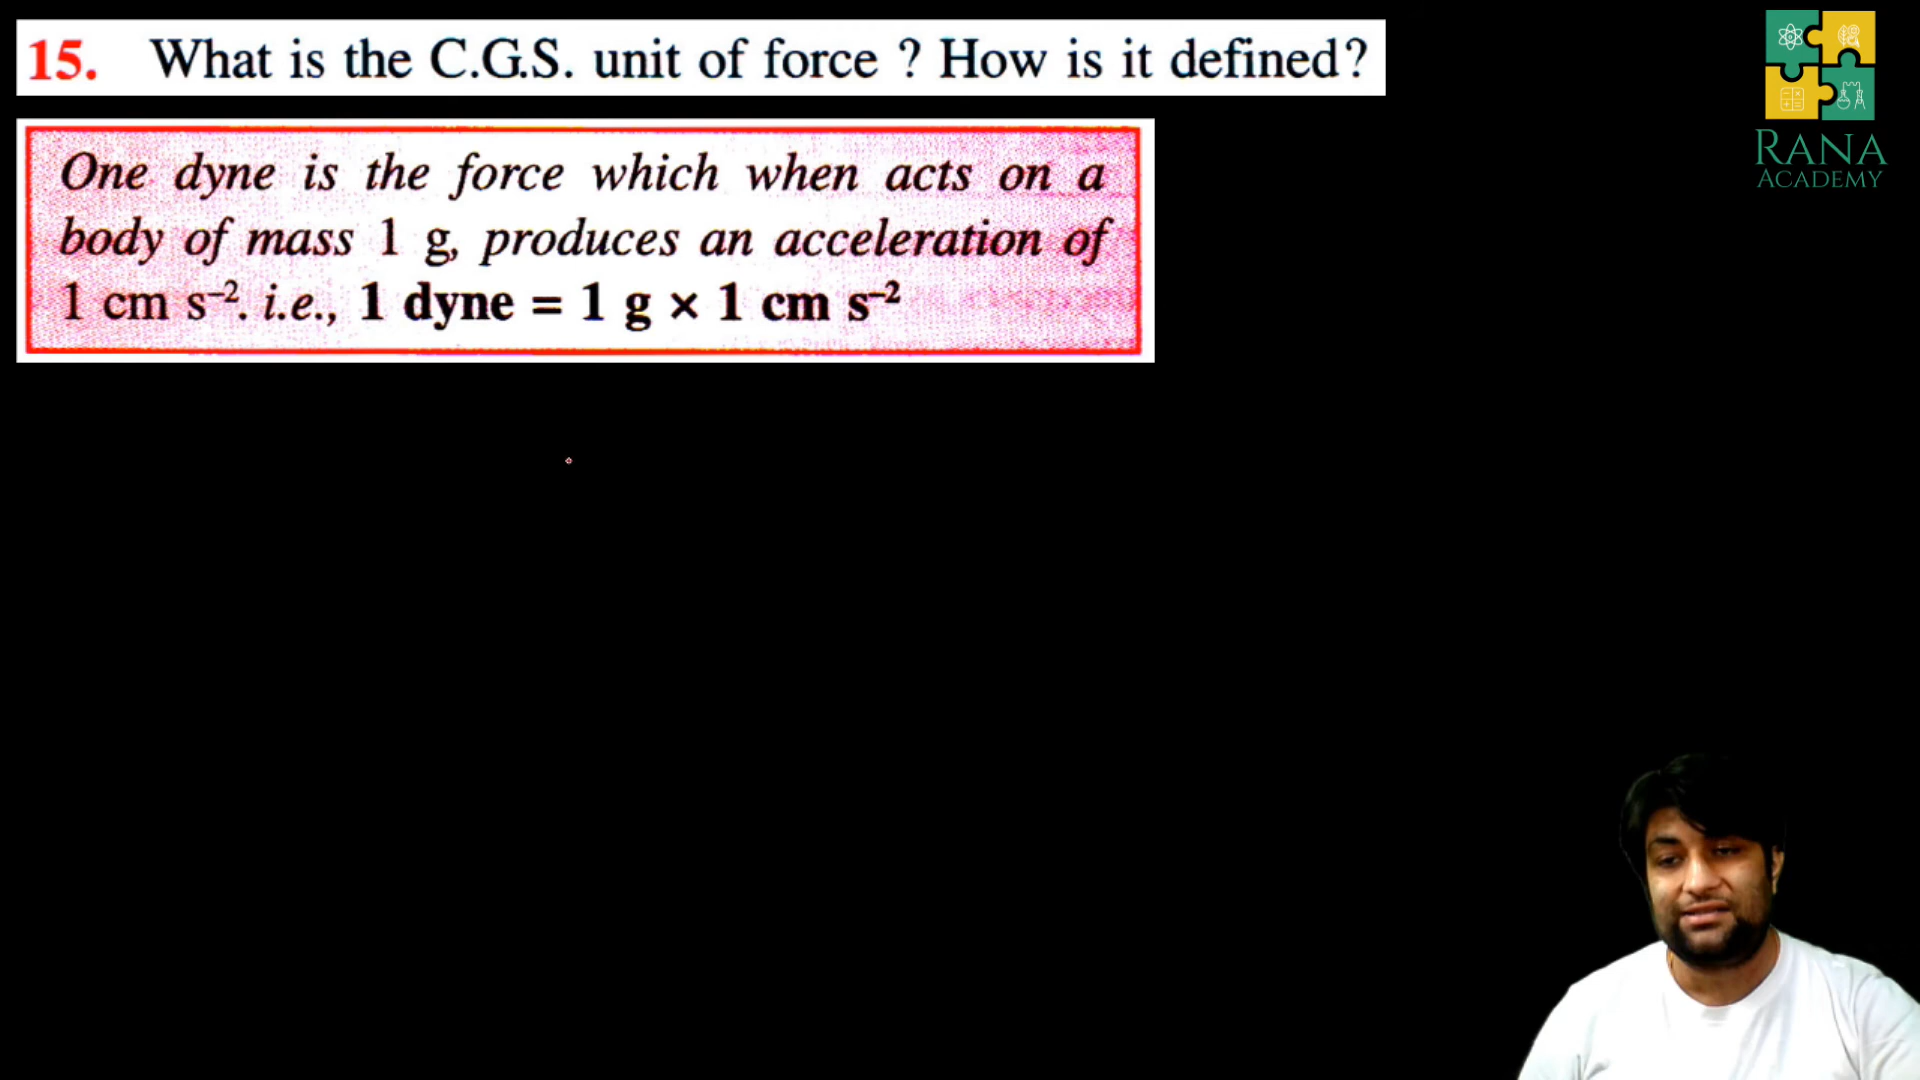 15. What is the C.G.S. unit of force ? How is it defined?
One dyne is the force which when acts on a
body of mass 1 g, produces an acceleration of
1 cm s⁻². i.e., 1 dyne = 1 g × 1 cm s⁻²
RANA
ACADEMY